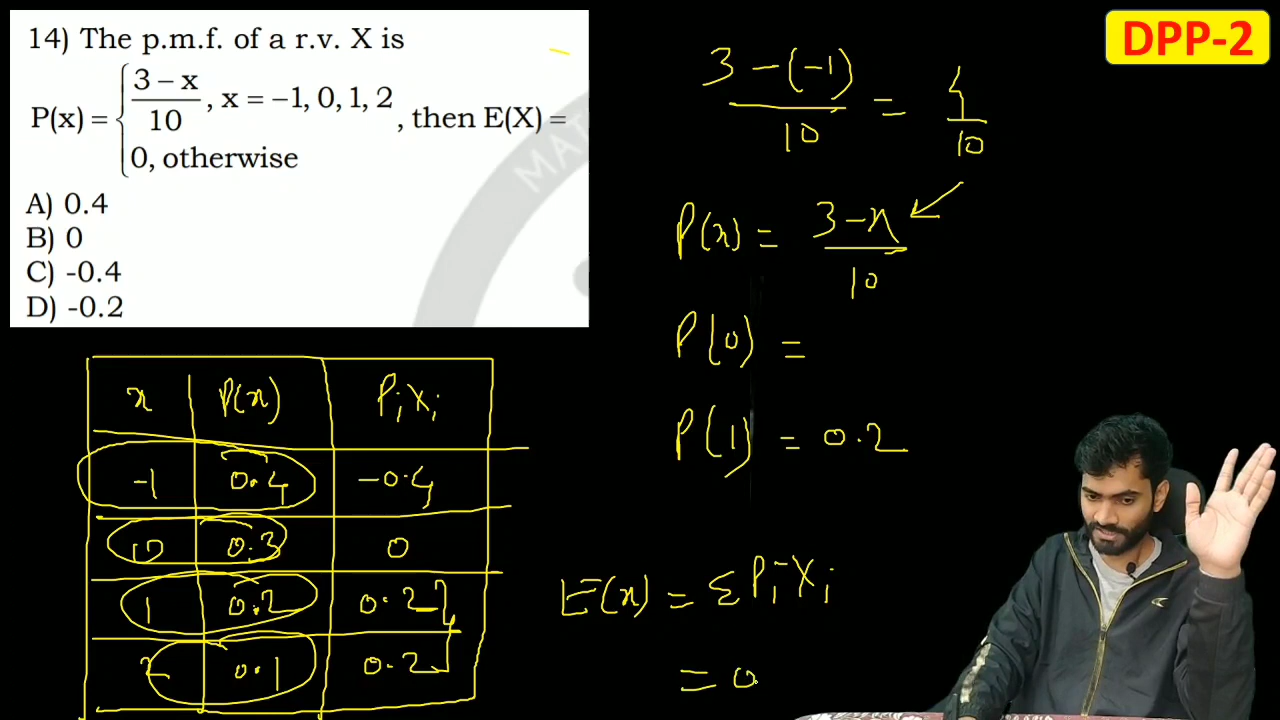 14) The p.m.f. of a r.v. X is
P(x) = { (3 − x)/10 , x = −1, 0, 1, 2
0, otherwise , then E(X) =
A) 0.4
B) 0
C) -0.4
D) -0.2
MAT
DPP-2
(3 − (−1))/10 = 4/10
P(x) = (3 − x)/10
P(0) =
P(1) = 0.2
x P(x) PiXi
-1 0.4 −0.4
0 0.3 0
1 0.2 0.2
2 0.1 0.2
E(x) = Σ PiXi
= 0.